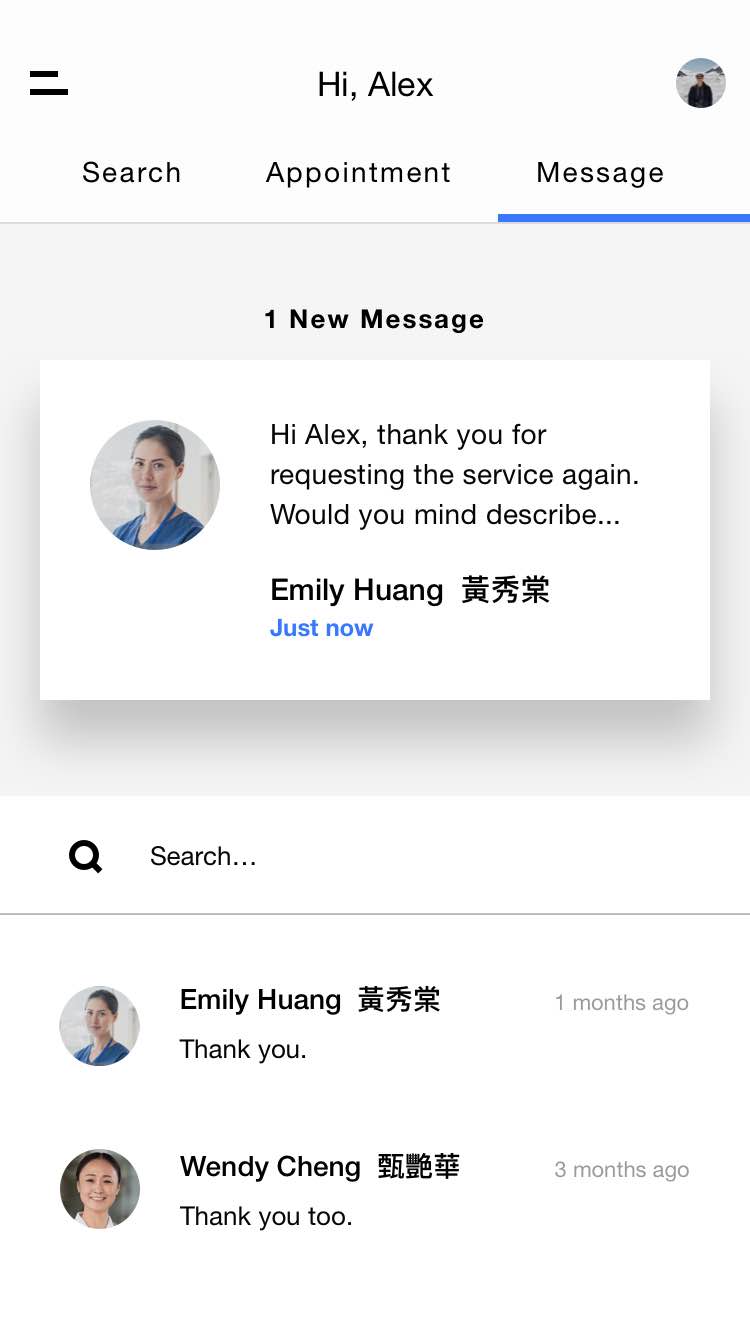 Hi, Alex
Search Appointment Message
1 New Message
Hi Alex, thank you for
requesting the service again.
Would you mind describe...
Emily Huang 黃秀棠
Just now
Search...
Emily Huang 黃秀棠 1 months ago
Thank you.
Wendy Cheng 甄艷華 3 months ago
Thank you too.